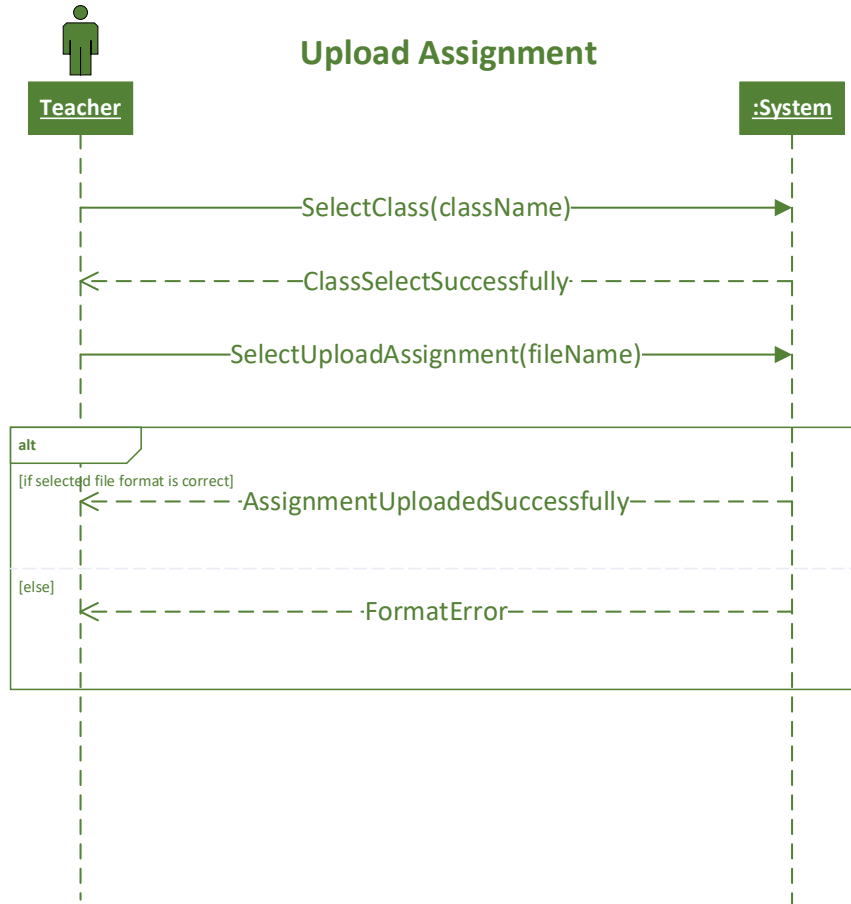 Upload Assignment
Teacher
:System
SelectClass(className)
ClassSelectSuccessfully
SelectUploadAssignment(fileName)
alt
[if selected file format is correct]
AssignmentUploadedSuccessfully
[else]
FormatError